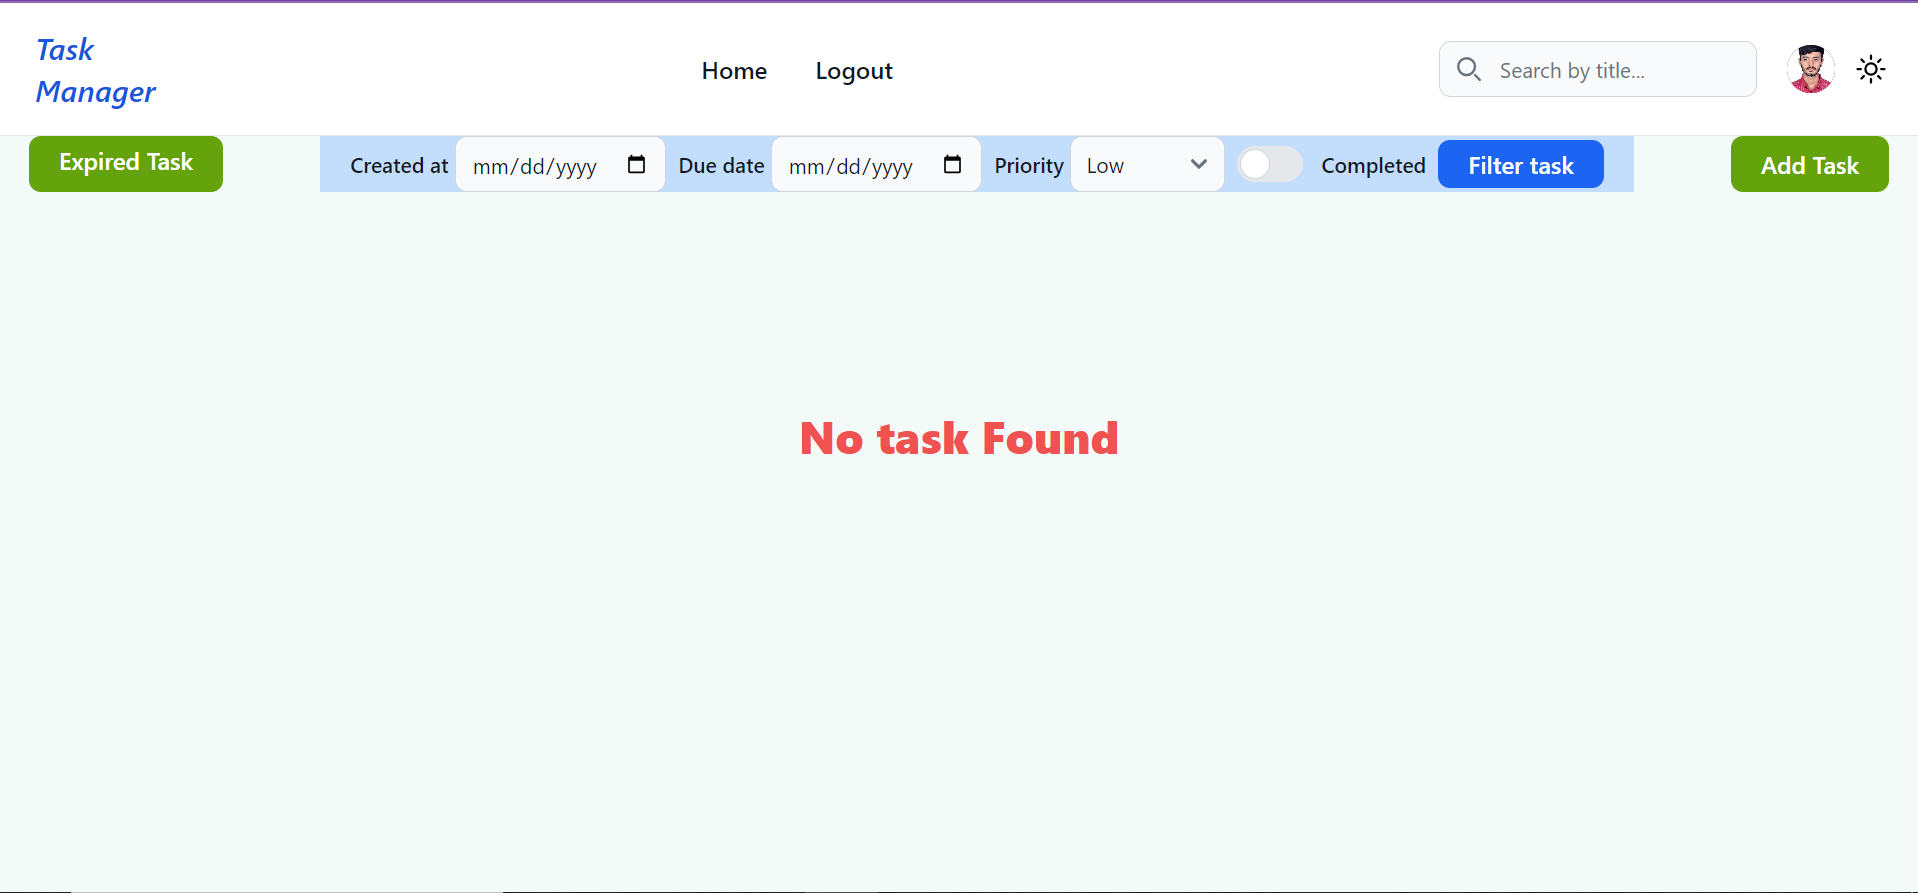 Task
Manager
Home Logout
Search by title...
Expired Task
Created at mm/dd/yyyy Due date mm/dd/yyyy Priority Low Completed Filter task
Add Task
No task Found